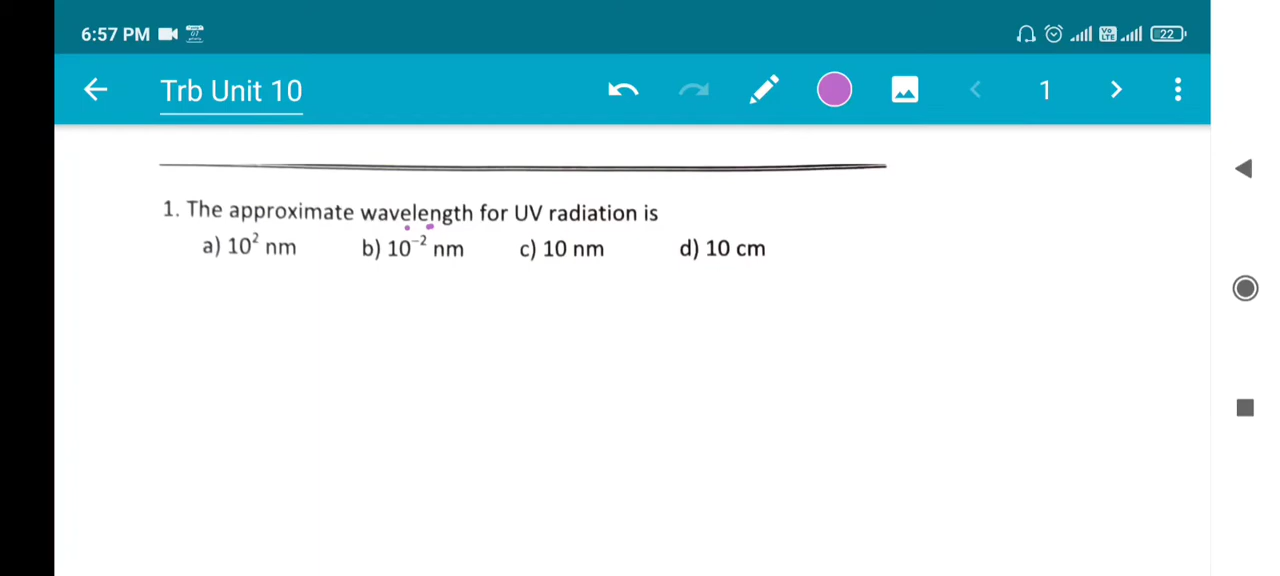 6:57 PM
22
Trb Unit 10
1
1. The approximate wavelength for UV radiation is
a) 10² nm b) 10⁻² nm c) 10 nm d) 10 cm